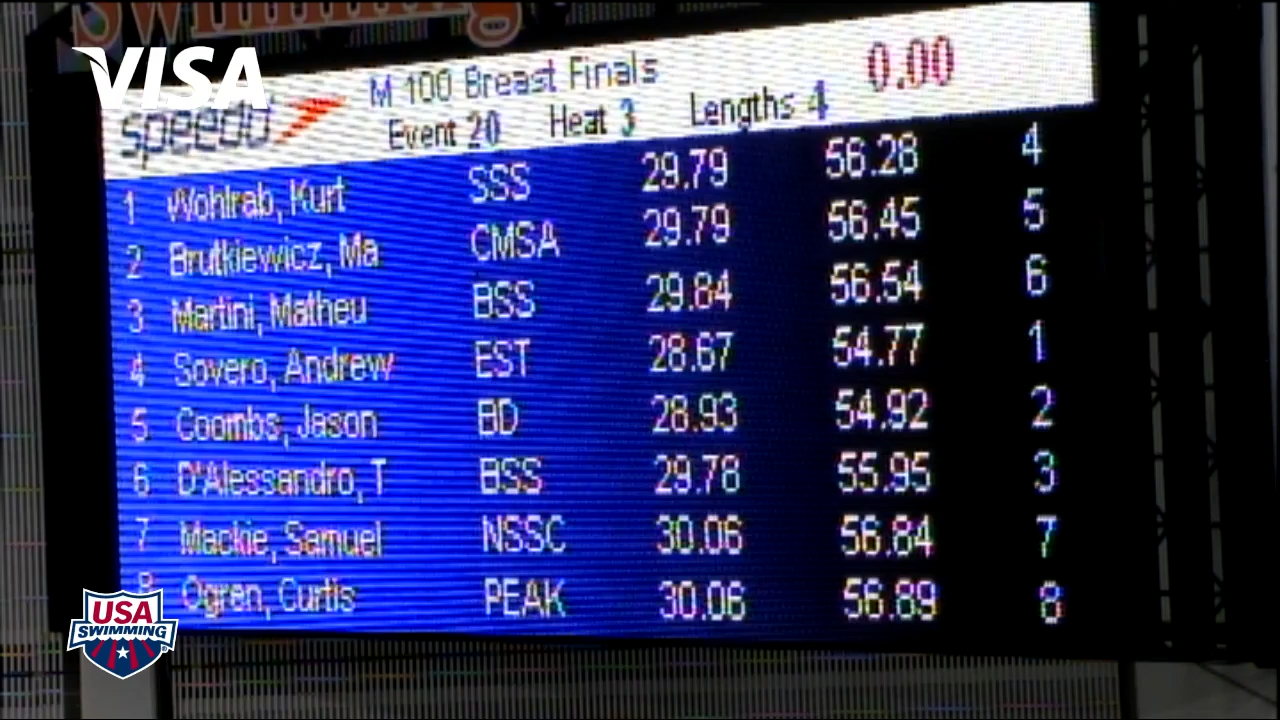 Swimming
VISA
speedo
M 100 Breast Finals 0.00
Event 20 Heat 3 Lengths 4
1 Wohlrab, Kurt SSS 29.79 56.28 4
2 Brutkiewicz, Ma CMSA 29.79 56.45 5
3 Martini, Matheu BSS 29.84 56.54 6
4 Sovero, Andrew EST 28.67 54.77 1
5 Coombs, Jason BD 28.93 54.92 2
6 D'Alessandro, T BSS 29.78 55.95 3
7 Mackie, Samuel NSSC 30.06 56.84 7
8 Ogren, Curtis PEAK 30.06 56.89 8
USA
SWIMMING